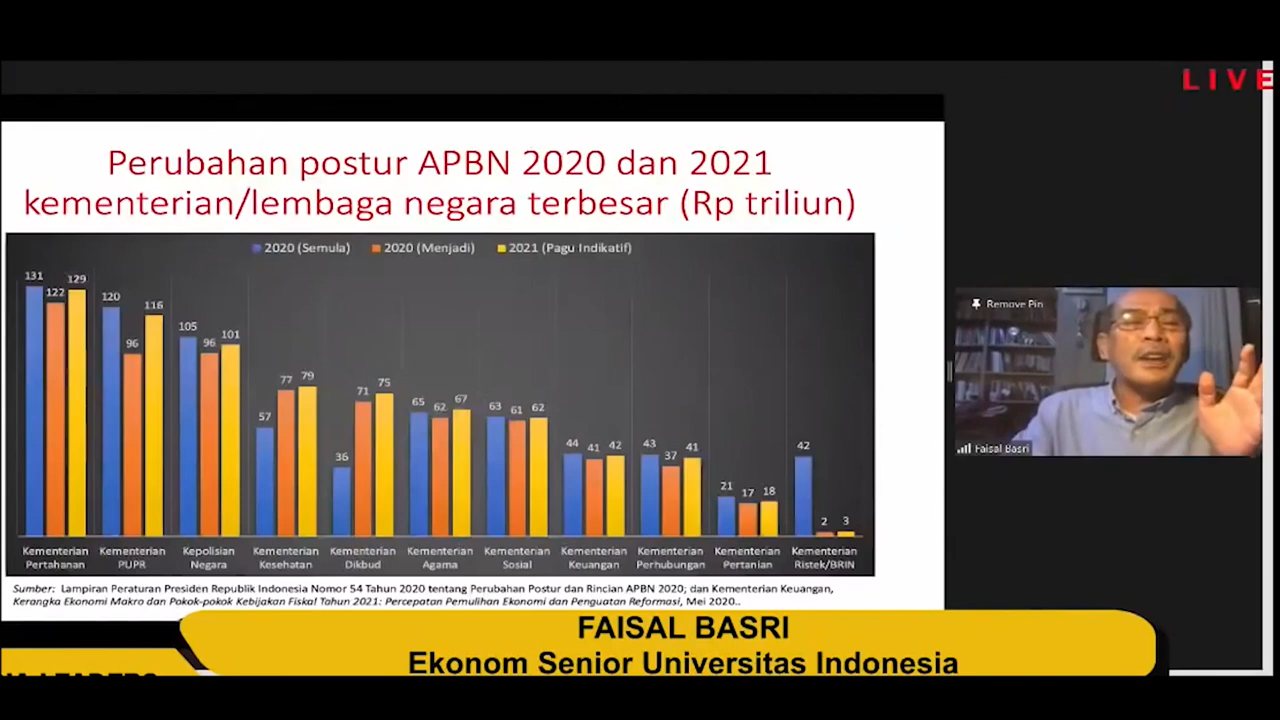 LIVE
Perubahan postur APBN 2020 dan 2021
kementerian/lembaga negara terbesar (Rp triliun)
2020 (Semula) 2020 (Menjadi) 2021 (Pagu Indikatif)
131 122 129
120 96 116
105 96 101
57 77 79
36 71 75
65 62 67
63 61 62
44 41 42
43 37 41
21 17 18
42 2 3
Kementerian Pertahanan
Kementerian PUPR
Kepolisian Negara
Kementerian Kesehatan
Kementerian Dikbud
Kementerian Agama
Kementerian Sosial
Kementerian Keuangan
Kementerian Perhubungan
Kementerian Pertanian
Kementerian Ristek/BRIN
Sumber: Lampiran Peraturan Presiden Republik Indonesia Nomor 54 Tahun 2020 tentang Perubahan Postur dan Rincian APBN 2020; dan Kementerian Keuangan,
Kerangka Ekonomi Makro dan Pokok-pokok Kebijakan Fiskal Tahun 2021: Percepatan Pemulihan Ekonomi dan Penguatan Reformasi, Mei 2020..
Remove Pin
Faisal Basri
FAISAL BASRI
Ekonom Senior Universitas Indonesia